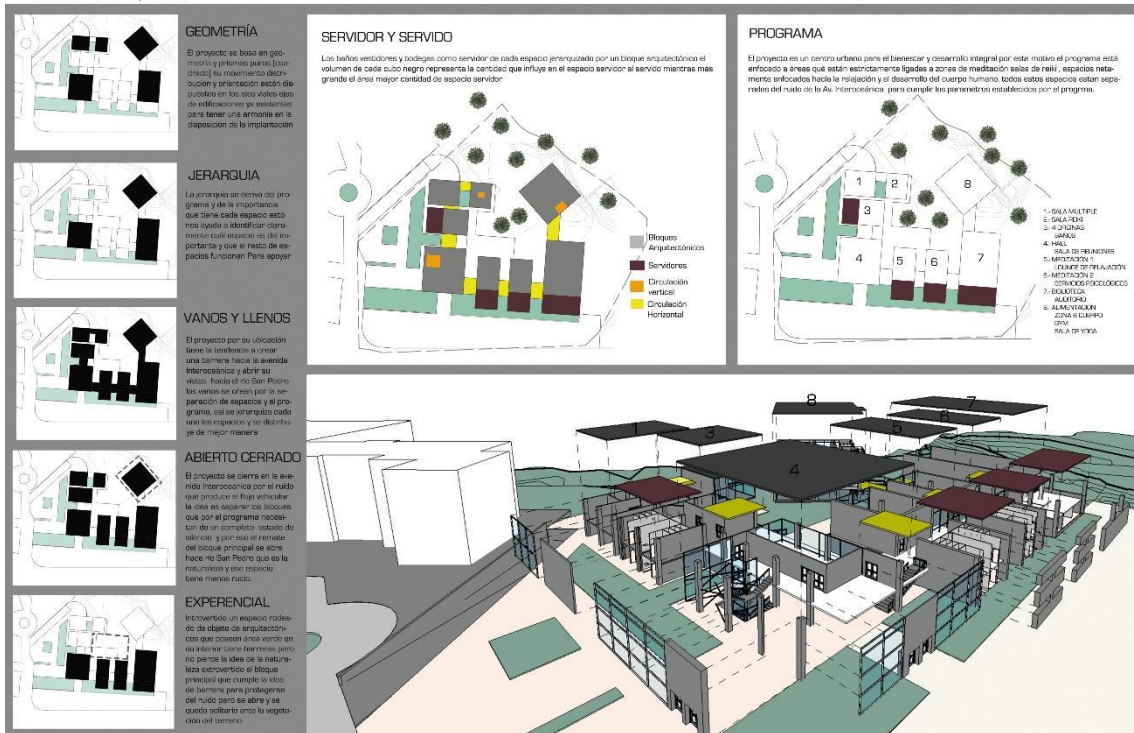 GEOMETRÍA
El proyecto se basa en geo-
metría y prismas puros (cua-
drado) su movimiento distri-
bución y orientación están dis-
puestos en los ejes viales ejes
de edificaciones ya existentes
para tener una armonía en la
disposición de la implantación
JERARQUIA
La jerarquía se deriva del pro-
grama y de la importancia
que tiene cada espacio esto
nos ayuda a identificar clara-
mente cuál espacio es del im-
portante y que al resto de es-
pacios funcionan Para apoyar
VANOS Y LLENOS
El proyecto por su ubicación
tiene la tendencia a crear
una barrera hacia la avenida
Interoceánica y abrir su
vistas hacia el río San Pedro
los vanos se crean por la se-
paración de espacios y el pro-
grama, así se jerarquiza cada
uno los espacios y se distribu-
ye de mejor manera
ABIERTO CERRADO
El proyecto se cierra en la ave-
nida Interoceánica por el ruido
que produce el flujo vehicular
la idea es separar los bloques
que por el programa necesi-
tan de un completo estado de
silencio y por eso el remate
del bloque principal se abre
hace río San Pedro que es la
naturaleza y ese espacio
tiene menos ruido.
EXPERENCIAL
Introvertido un espacio rodea-
do de objeto de arquitectóni-
cos que poseen área verde en
su interior tiene barreras pero
no pierde la idea de la natura-
leza extrovertido el bloque
principal que cumple la idea
de barrera para protegerse
del ruido pero se abre y se
queda solitario ante la vegeta-
ción del terreno
SERVIDOR Y SERVIDO
Los baños vestidores y bodegas como servidor de cada espacio jerarquizado por un bloque arquitectónico el
volumen de cada cubo negro representa la cantidad que influye en el espacio servidor el servido mientras más
grande el área mayor cantidad de espacio servidor
Bloques
Arquitectónicos
Servidores
Circulación
vertical
Circulación
Horizontal
PROGRAMA
El proyecto es un centro urbano para el bienestar y desarrollo integral por este motivo el programa está
enfocado a áreas que están estrictamente ligadas a zonas de meditación salas de reiki , espacios neta-
mente enfocados hacia la relajación y el desarrollo del cuerpo humano, todos estos espacios estan sepa-
rados del ruido de la Av. Interoceánica para cumplir los parametros establecidos por el progrma.
1 2 8
3
4 5 6 7
1.- SALA MULTIPLE
2.- SALA REIKI
3.- 4 OFICINAS
BAÑOS
4. HALL
SALA DE REUNIONES
5.- MEDITACIÓN 1
LOUNGE DE RELAJACIÓN
6.- MEDITACIÓN 2
SERVICIOS PSICOLÓGICOS
7.- BIBLIOTECA
AUDITORIO
8. ALIMENTACIÓN
ZONA B CUERPO
GYM
SALA DE YOGA
8 7
6
1 3 5
4